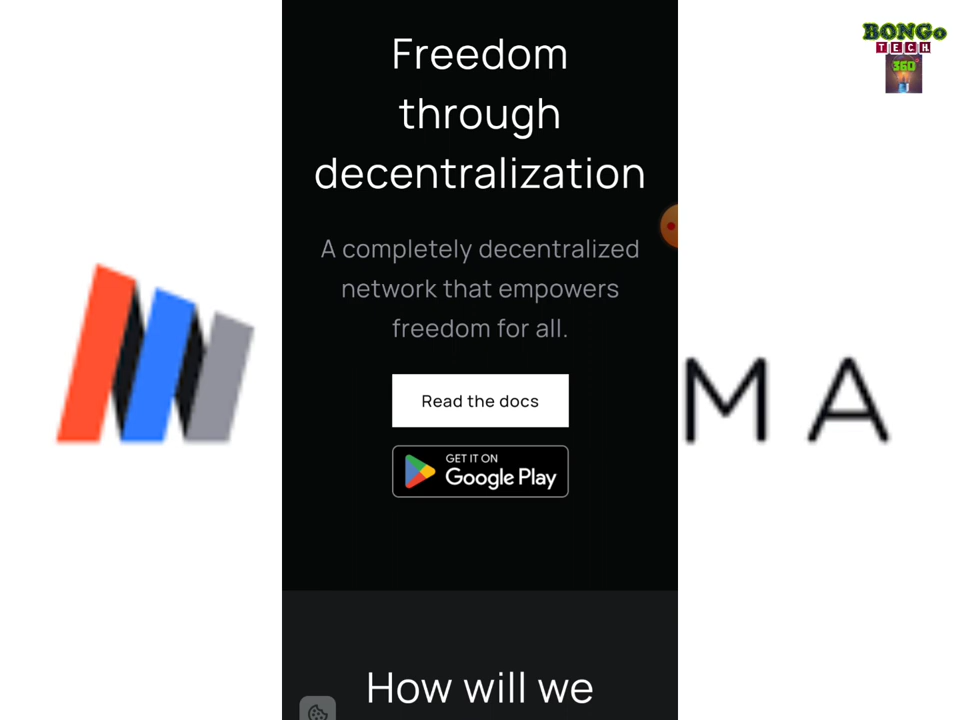 BONGo
TECH
360°
Freedom
through
decentralization
A completely decentralized
network that empowers
freedom for all.
Read the docs
GET IT ON
Google Play
M A
How will we